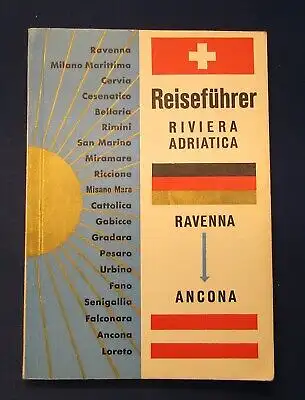 Ravenna
Milano Marittima
Cervia
Cesenatico
Bellaria
Rimini
San Marino
Miramare
Riccione
Misano Mare
Cattolica
Gabicce
Gradara
Pesaro
Urbino
Fano
Senigallia
Falconara
Ancona
Loreto
Reiseführer
RIVIERA
ADRIATICA
RAVENNA
ANCONA